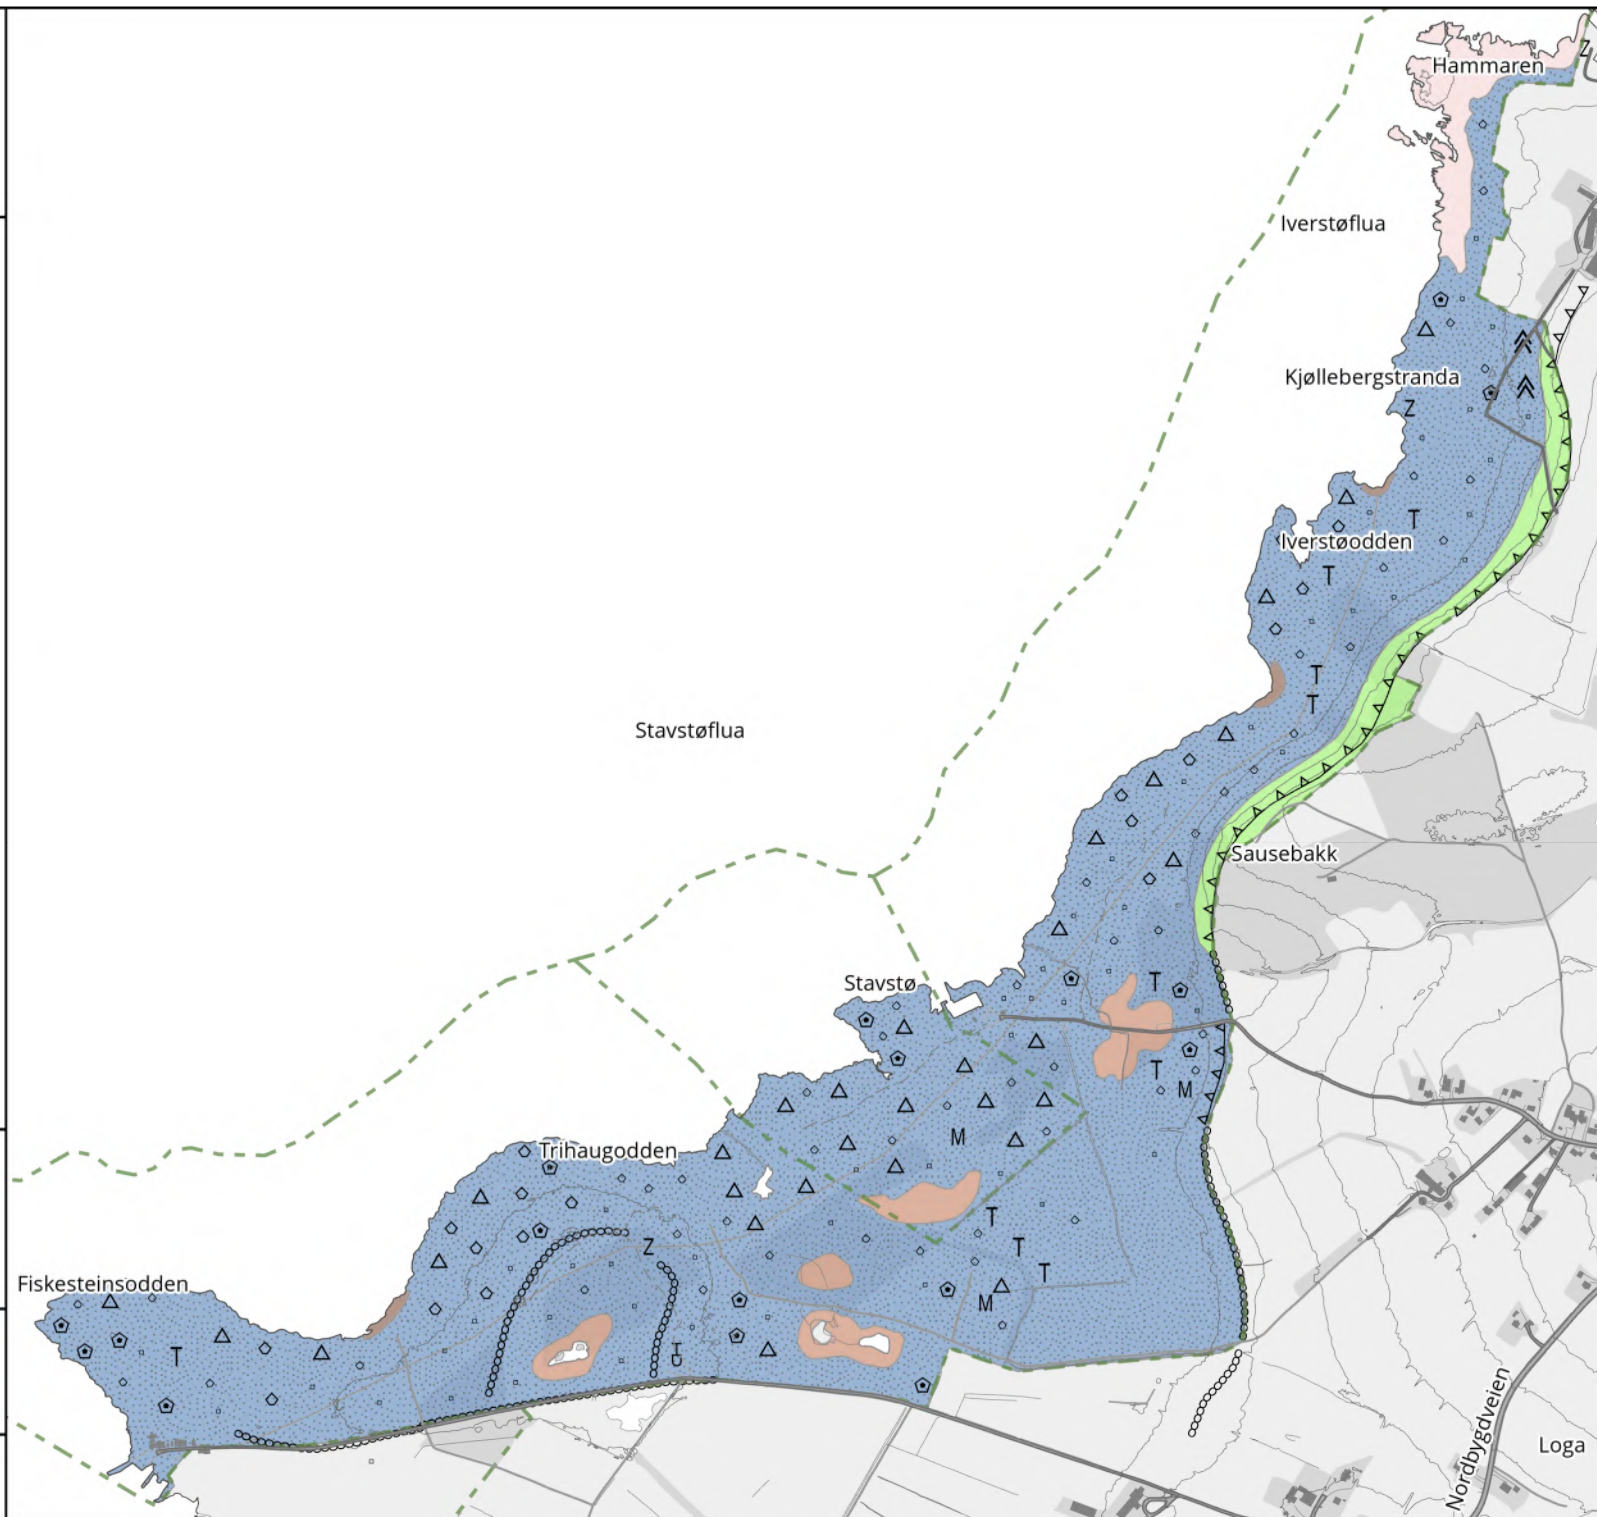 Hammaren
Z
Iverstøflua
Kjøllebergstranda
Z
T
Iverstøodden
T
T
T
Stavstøflua
Sausebakk
Stavstø
T
T
M
M
Trihaugodden
T
Z
T
T
Fiskesteinsodden
M
T
Nordbygdveien
Loga